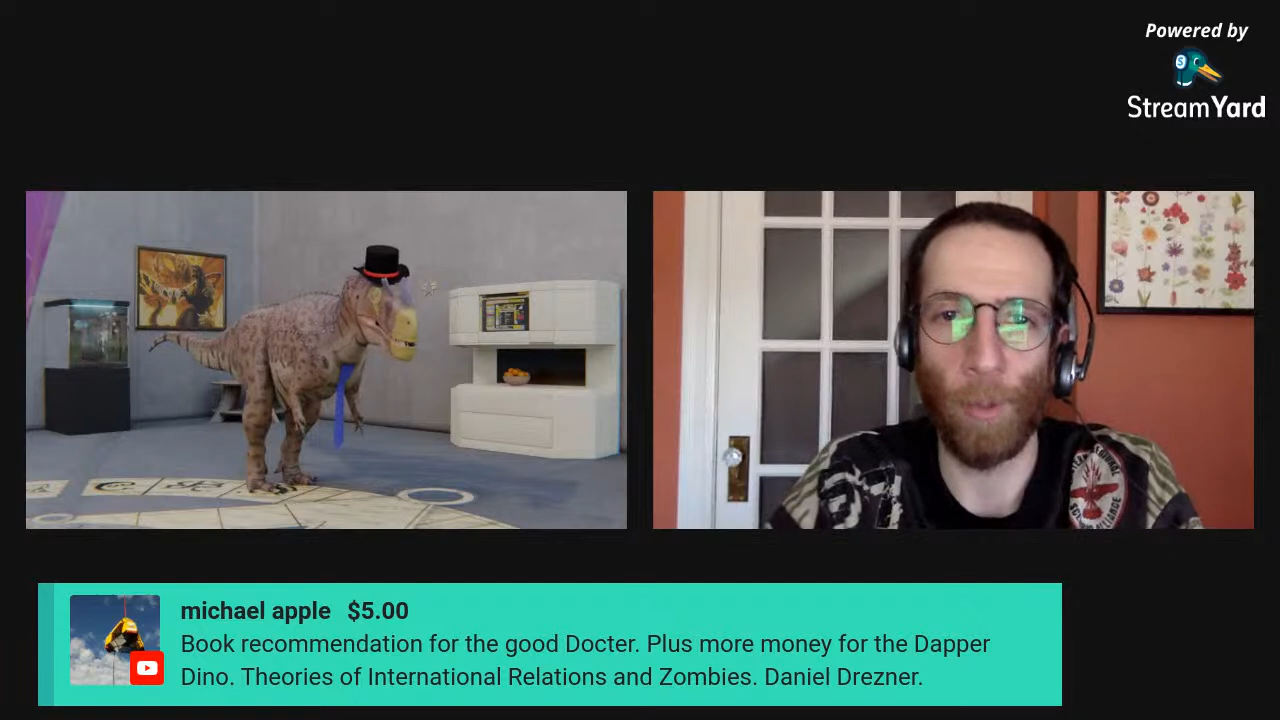 Powered by
StreamYard
michael apple $5.00
Book recommendation for the good Docter. Plus more money for the Dapper
Dino. Theories of International Relations and Zombies. Daniel Drezner.